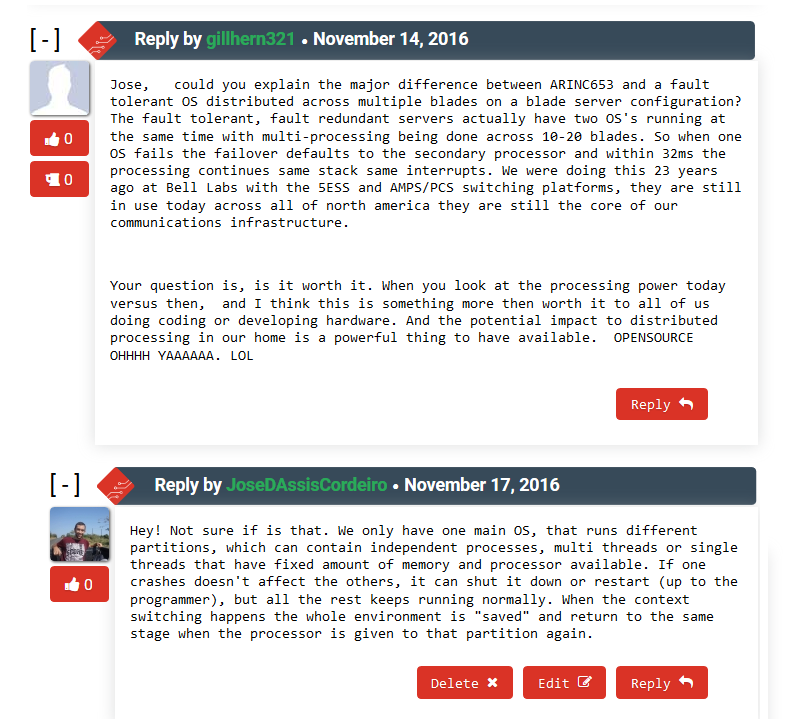 [-] Reply by gillhern321 • November 14, 2016
Jose,   could you explain the major difference between ARINC653 and a fault
tolerant OS distributed across multiple blades on a blade server configuration?
The fault tolerant, fault redundant servers actually have two OS's running at
the same time with multi-processing being done across 10-20 blades. So when one
OS fails the failover defaults to the secondary processor and within 32ms the
processing continues same stack same interrupts. We were doing this 23 years
ago at Bell Labs with the 5ESS and AMPS/PCS switching platforms, they are still
in use today across all of north america they are still the core of our
communications infrastructure.
0
0
Your question is, is it worth it. When you look at the processing power today
versus then,  and I think this is something more then worth it to all of us
doing coding or developing hardware. And the potential impact to distributed
processing in our home is a powerful thing to have available.  OPENSOURCE
OHHHH YAAAAAA. LOL
Reply
[-] Reply by JoseDAssisCordeiro • November 17, 2016
Hey! Not sure if is that. We only have one main OS, that runs different
partitions, which can contain independent processes, multi threads or single
threads that have fixed amount of memory and processor available. If one
crashes doesn't affect the others, it can shut it down or restart (up to the
programmer), but all the rest keeps running normally. When the context
switching happens the whole environment is "saved" and return to the same
stage when the processor is given to that partition again.
0
Delete Edit Reply